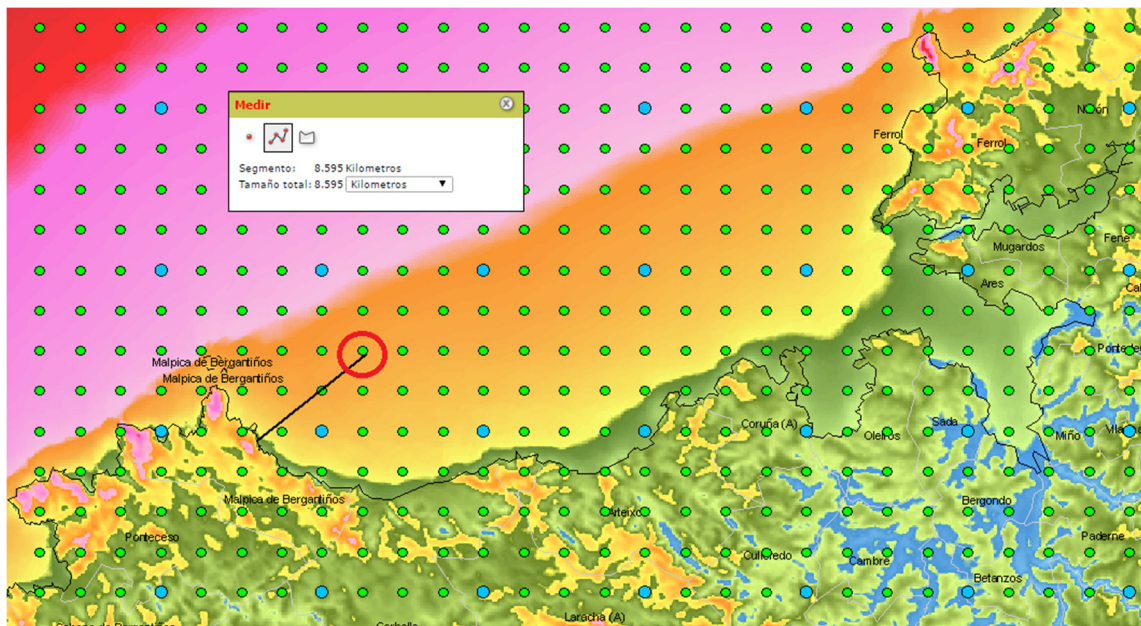 Medir
Segmento: 8.595 Kilometros
Tamaño total: 8.595 Kilometros
Ferrol
Ferrol
Mugardos
Fene
Ares
Malpica de Bergantiños
Malpica de Bergantiños
Coruña (A)
Oleiros
Sada
Miño
Malpica de Bergantiños
Bergondo
Arteixo
Ponteceso
Paderne
Culleredo
Cambre
Betanzos
Laracha (A)